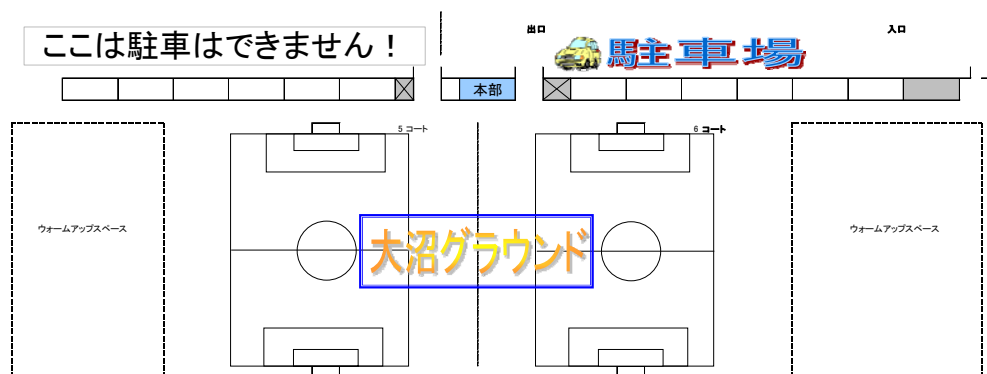 ここは駐車はできません！
出口
入口
駐車場
本部
5 コート
6 コート
ウォームアップスペース
大沼グラウンド
ウォームアップスペース